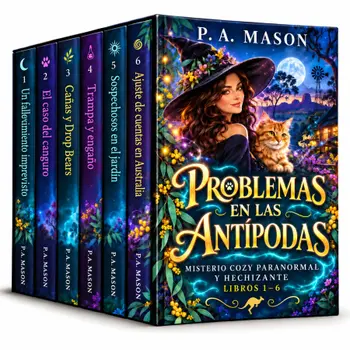 1
Un fallecimiento imprevisto
P. A. MASON
2
El caso del canguro
P. A. MASON
3
Cañas y Drop Bears
P. A. MASON
4
Trampa y engaño
P. A. MASON
5
Sospechosos en el jardín
P. A. MASON
6
Ajuste de cuentas en Australia
P. A. MASON
P. A. MASON
PROBLEMAS
EN LAS
ANTÍPODAS
MISTERIO COZY PARANORMAL
Y HECHIZANTE
LIBROS 1–6